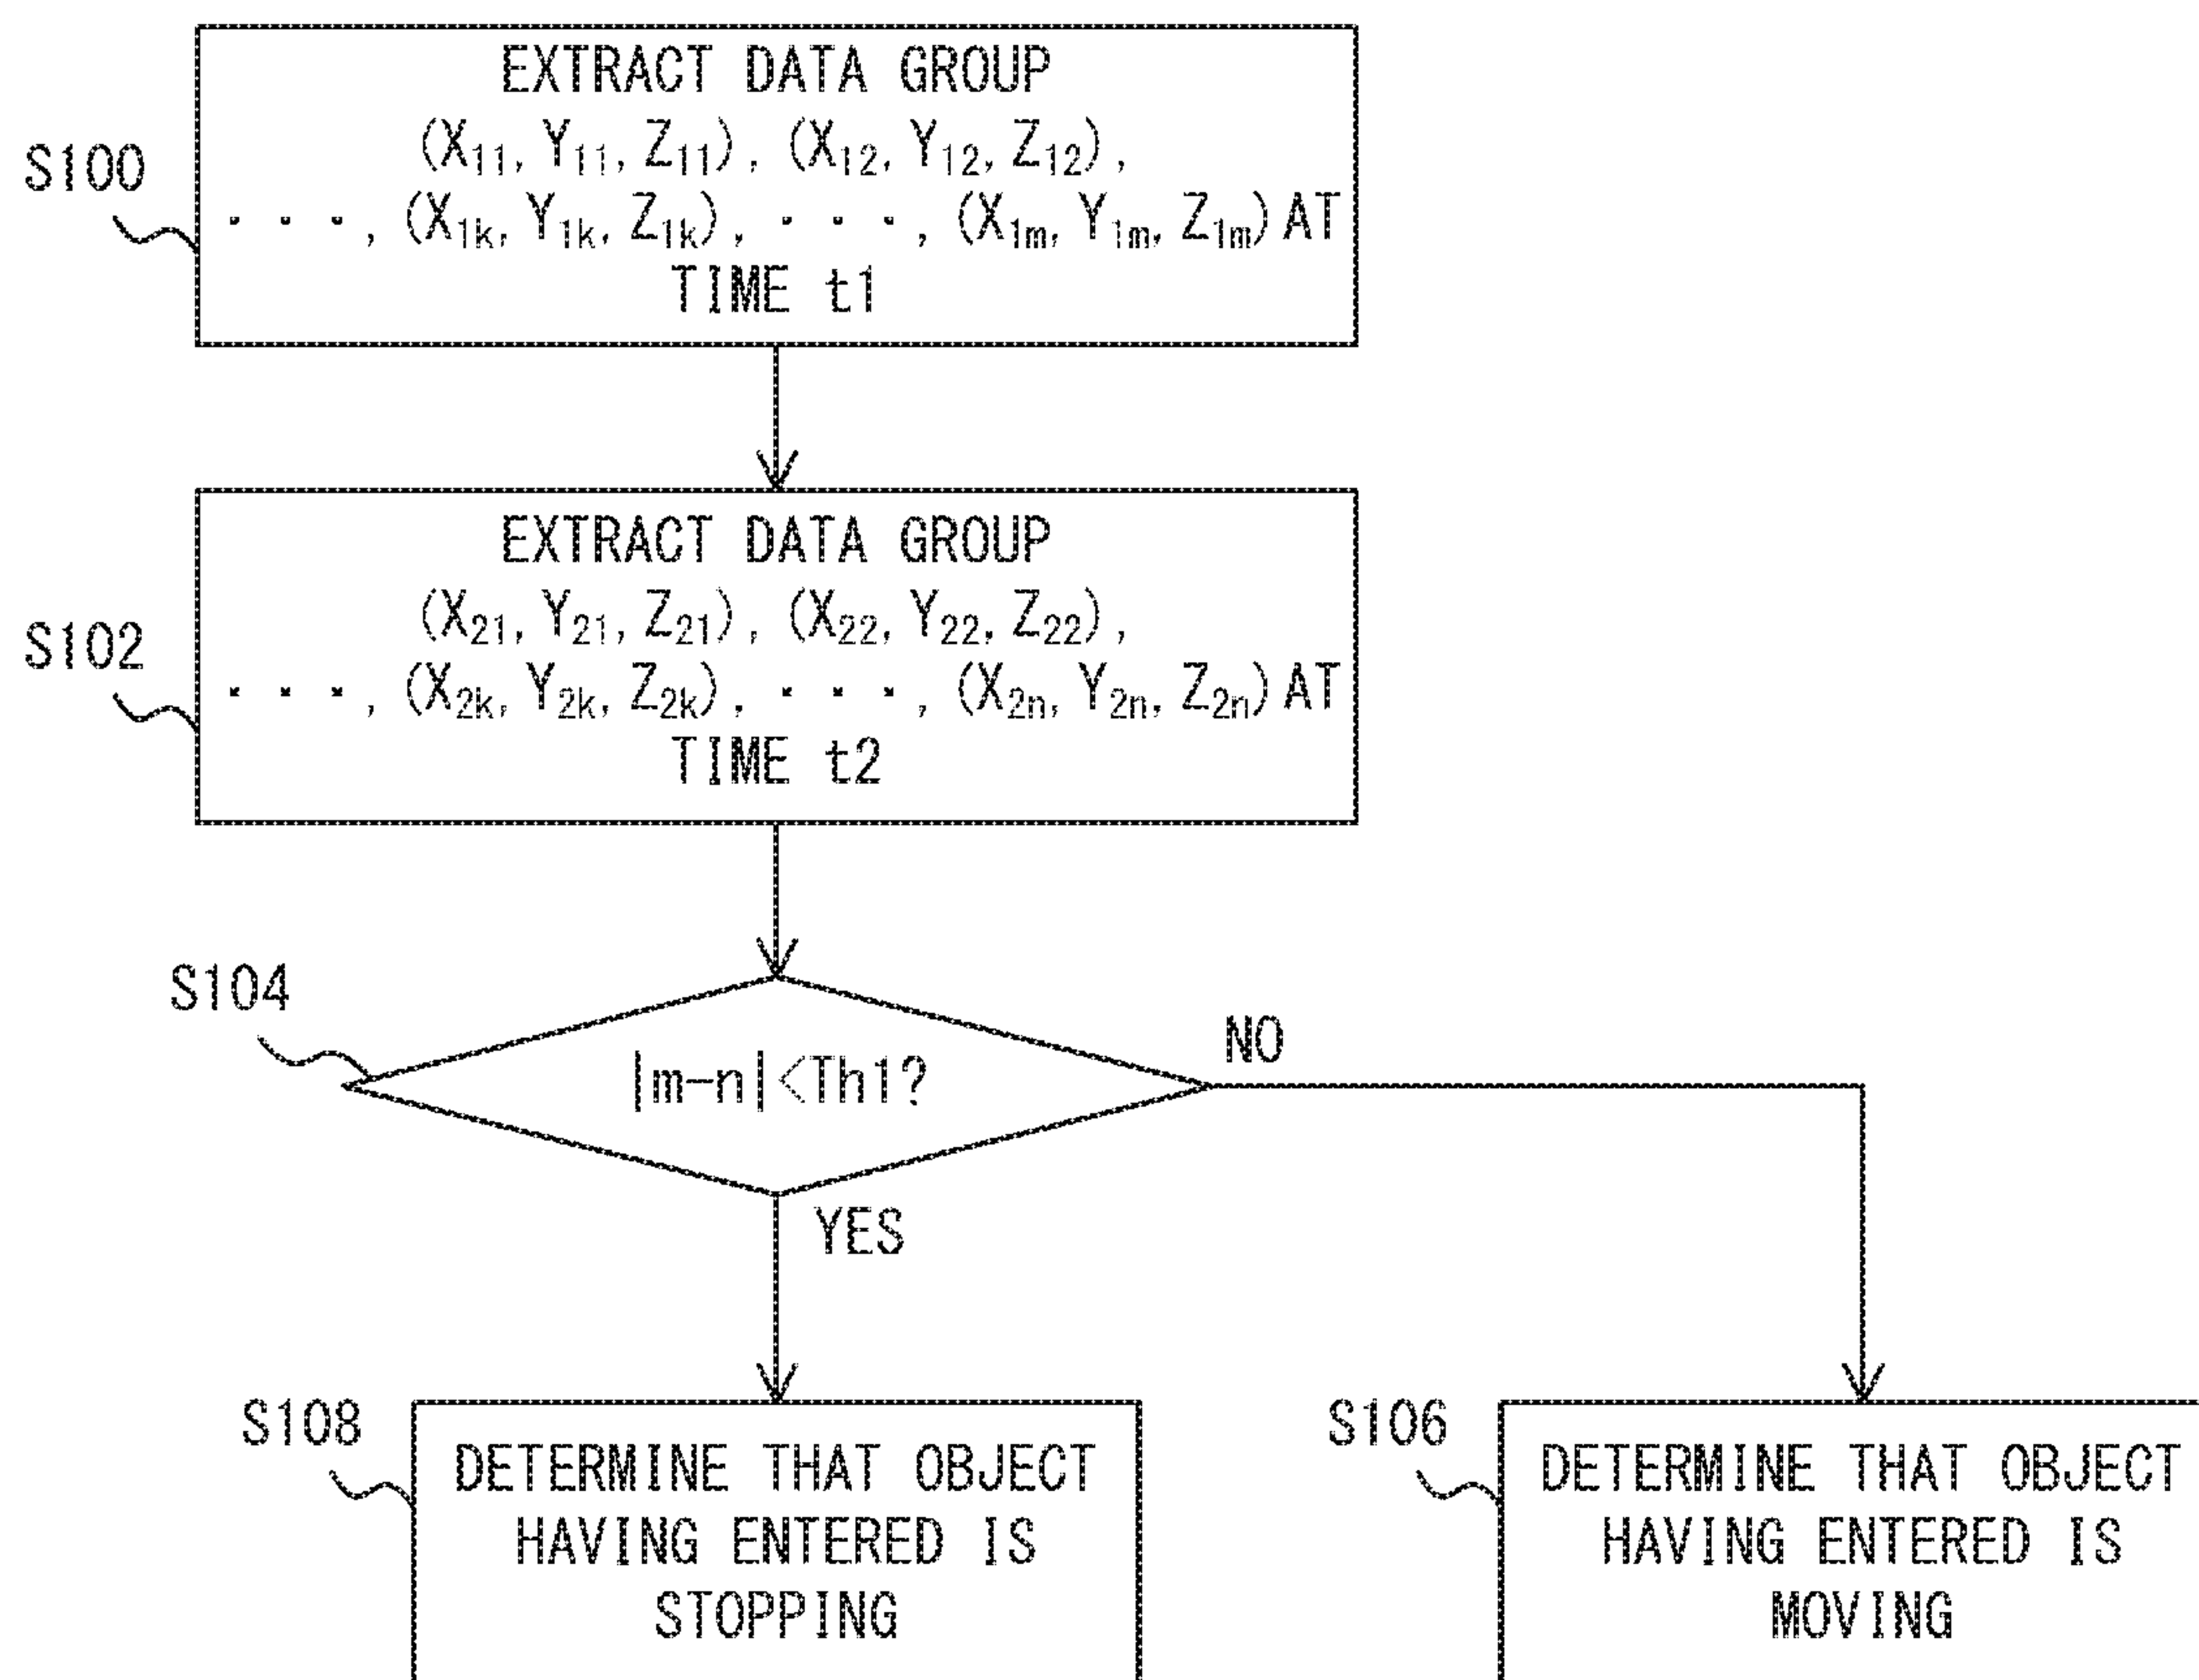 S100
EXTRACT DATA GROUP
(X11, Y11, Z11), (X12, Y12, Z12),
· · ·, (X1k, Y1k, Z1k), · · ·, (X1m, Y1m, Z1m) AT
TIME t1
S102
EXTRACT DATA GROUP
(X21, Y21, Z21), (X22, Y22, Z22),
· · ·, (X2k, Y2k, Z2k), · · ·, (X2n, Y2n, Z2n) AT
TIME t2
S104
|m-n|<Th1?
NO
YES
S108
DETERMINE THAT OBJECT
HAVING ENTERED IS
STOPPING
S106
DETERMINE THAT OBJECT
HAVING ENTERED IS
MOVING